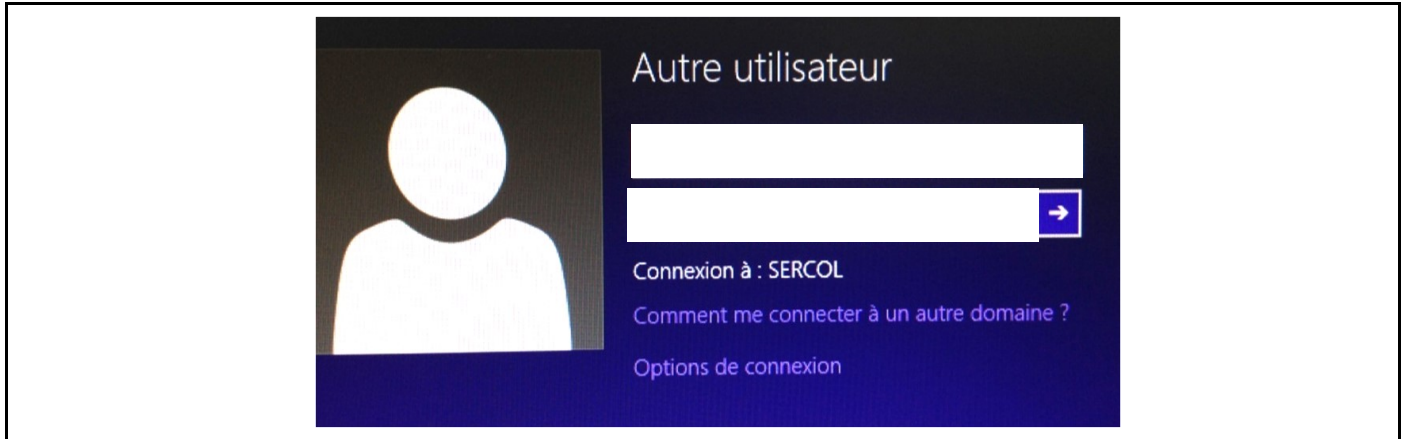 Autre utilisateur
Connexion à : SERCOL
Comment me connecter à un autre domaine ?
Options de connexion